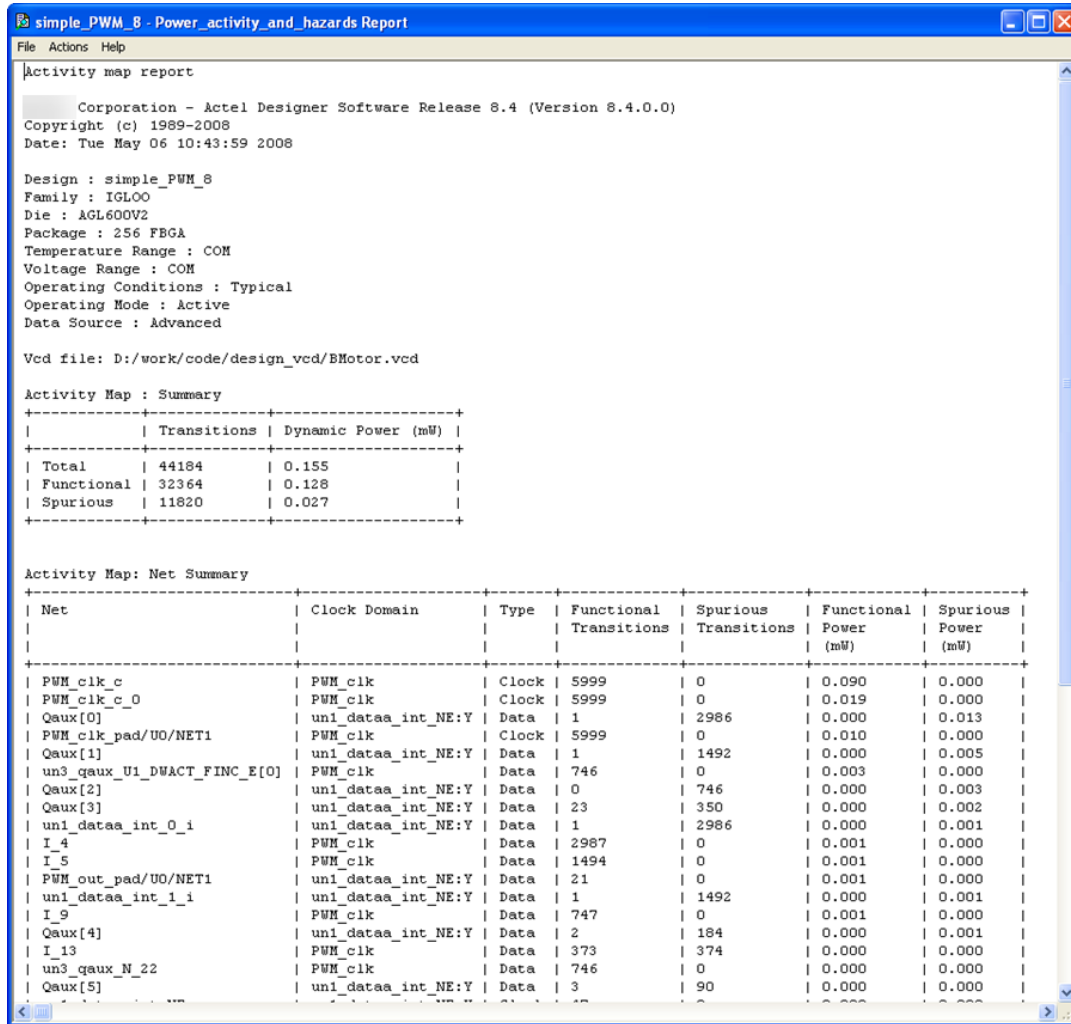 simple_PWM_8 - Power_activity_and_hazards Report
File Actions Help
Activity map report
Corporation - Actel Designer Software Release 8.4 (Version 8.4.0.0)
Copyright (c) 1989-2008
Date: Tue May 06 10:43:59 2008
Design : simple_PWM_8
Family : IGLOO
Die : AGL600V2
Package : 256 FBGA
Temperature Range : COM
Voltage Range : COM
Operating Conditions : Typical
Operating Mode : Active
Data Source : Advanced
Vcd file: D:/work/code/design_vcd/BMotor.vcd
Activity Map : Summary
+------------+-------------+--------------------+
| | Transitions | Dynamic Power (mW) |
+------------+-------------+--------------------+
| Total | 44184 | 0.155 |
| Functional | 32364 | 0.128 |
| Spurious | 11820 | 0.027 |
+------------+-------------+--------------------+
Activity Map: Net Summary
| Net | Clock Domain | Type | Functional | Spurious | Functional | Spurious |
| | | | Transitions | Transitions | Power | Power |
| | | | | | (mW) | (mW) |
| PWM_clk_c | PWM_clk | Clock | 5999 | 0 | 0.090 | 0.000 |
| PWM_clk_c_0 | PWM_clk | Clock | 5999 | 0 | 0.019 | 0.000 |
| Qaux[0] | un1_dataa_int_NE:Y | Data | 1 | 2986 | 0.000 | 0.013 |
| PWM_clk_pad/U0/NET1 | PWM_clk | Clock | 5999 | 0 | 0.010 | 0.000 |
| Qaux[1] | un1_dataa_int_NE:Y | Data | 1 | 1492 | 0.000 | 0.005 |
| un3_qaux_U1_DWACT_FINC_E[0] | PWM_clk | Data | 746 | 0 | 0.003 | 0.000 |
| Qaux[2] | un1_dataa_int_NE:Y | Data | 0 | 746 | 0.000 | 0.003 |
| Qaux[3] | un1_dataa_int_NE:Y | Data | 23 | 350 | 0.000 | 0.002 |
| un1_dataa_int_0_i | un1_dataa_int_NE:Y | Data | 1 | 2986 | 0.000 | 0.001 |
| I_4 | PWM_clk | Data | 2987 | 0 | 0.001 | 0.000 |
| I_5 | PWM_clk | Data | 1494 | 0 | 0.001 | 0.000 |
| PWM_out_pad/U0/NET1 | un1_dataa_int_NE:Y | Data | 21 | 0 | 0.001 | 0.000 |
| un1_dataa_int_1_i | un1_dataa_int_NE:Y | Data | 1 | 1492 | 0.000 | 0.001 |
| I_9 | PWM_clk | Data | 747 | 0 | 0.001 | 0.000 |
| Qaux[4] | un1_dataa_int_NE:Y | Data | 2 | 184 | 0.000 | 0.001 |
| I_13 | PWM_clk | Data | 373 | 374 | 0.000 | 0.000 |
| un3_qaux_N_22 | PWM_clk | Data | 746 | 0 | 0.000 | 0.000 |
| Qaux[5] | un1_dataa_int_NE:Y | Data | 3 | 90 | 0.000 | 0.000 |